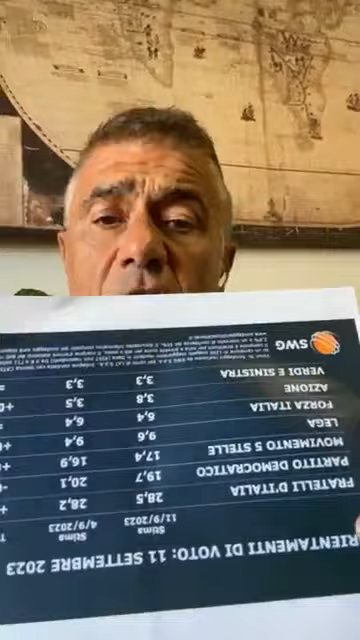 RIENTAMENTI DI VOTO: 11 SETTEMBRE 2023
Stima 11/9/2023 Stima 4/9/2023
FRATELLI D'ITALIA 28,5 28,2 +
PARTITO DEMOCRATICO 19,7 20,1
MOVIMENTO 5 STELLE 17,4 16,9 +
LEGA 9,6 9,4 +
FORZA ITALIA 6,4 6,4 =
AZIONE 3,8 3,5 +0
VERDI E SINISTRA 3,3 3,3 =
SWG